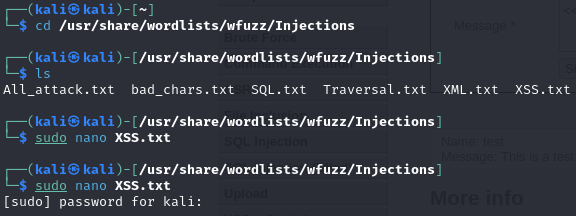 ┌──(kali㉿kali)-[~]
└─$ cd /usr/share/wordlists/wfuzz/Injections
┌──(kali㉿kali)-[/usr/share/wordlists/wfuzz/Injections]
└─$ ls
All_attack.txt bad_chars.txt SQL.txt Traversal.txt XML.txt XSS.txt
┌──(kali㉿kali)-[/usr/share/wordlists/wfuzz/Injections]
└─$ sudo nano XSS.txt
┌──(kali㉿kali)-[/usr/share/wordlists/wfuzz/Injections]
└─$ sudo nano XSS.txt
[sudo] password for kali:
Message *
Brute Force
SQL Injection
Upload
Name: test
Message: This is a test
More info